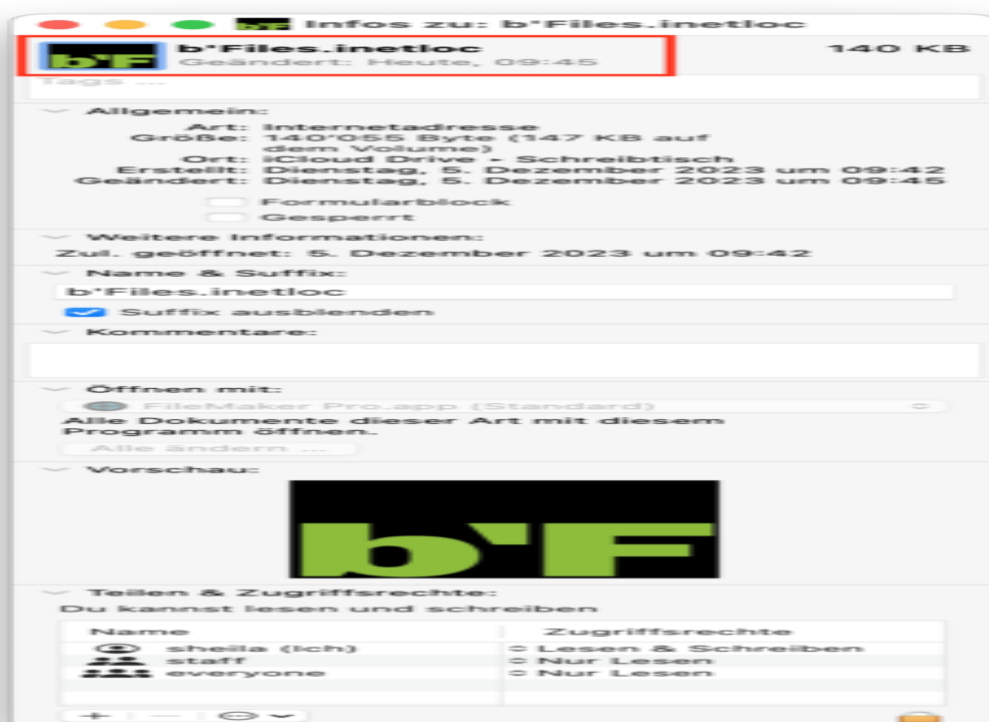 b'F Infos zu: b'Files.inetloc
b'F b'Files.inetloc 140 KB
Geändert: Heute, 09:45
Tags ...
Allgemein:
Art: Internetadresse
Größe: 140'055 Byte (147 KB auf
dem Volume)
Ort: iCloud Drive • Schreibtisch
Erstellt: Dienstag, 5. Dezember 2023 um 09:42
Geändert: Dienstag, 5. Dezember 2023 um 09:45
Formularblock
Gesperrt
Weitere Informationen:
Zul. geöffnet: 5. Dezember 2023 um 09:42
Name & Suffix:
b'Files.inetloc
Suffix ausblenden
Kommentare:
Öffnen mit:
FileMaker Pro.app (Standard)
Alle Dokumente dieser Art mit diesem
Programm öffnen.
Alle ändern ...
Vorschau:
b'F
Teilen & Zugriffsrechte:
Du kannst lesen und schreiben
Name Zugriffsrechte
sheila (Ich) Lesen & Schreiben
staff Nur Lesen
everyone Nur Lesen